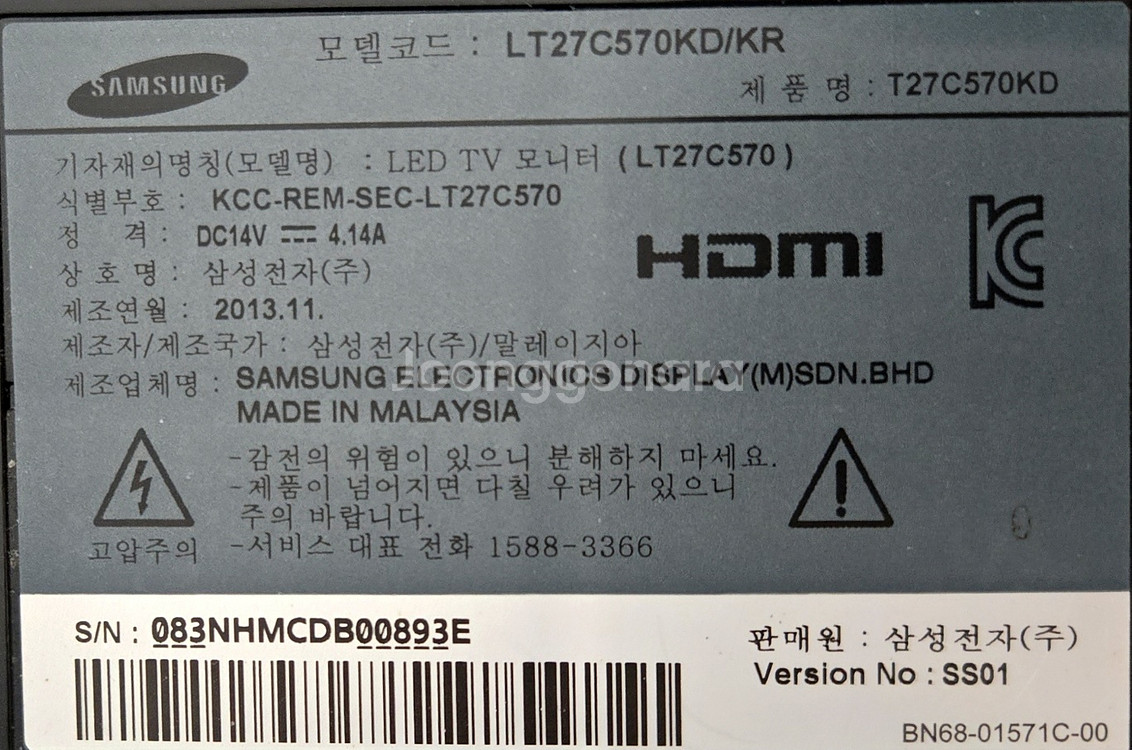 SAMSUNG
모델코드 : LT27C570KD/KR
제 품 명 : T27C570KD
기자재의명칭(모델명) : LED TV 모니터 ( LT27C570 )
식별부호 : KCC-REM-SEC-LT27C570
정 격 : DC14V 4.14A
상 호 명 : 삼성전자(주)
제조연월 : 2013.11.
제조자/제조국가 : 삼성전자(주)/말레이지아
제조업체명 : SAMSUNG ELECTRONICS DISPLAY(M)SDN.BHD
MADE IN MALAYSIA
HDMI
Joonggonara
-감전의 위험이 있으니 분해하지 마세요.
-제품이 넘어지면 다칠 우려가 있으니
주의 바랍니다.
고압주의
-서비스 대표 전화 1588-3366
S/N : 083NHMCDB00893E
판매원 : 삼성전자(주)
Version No : SS01
BN68-01571C-00